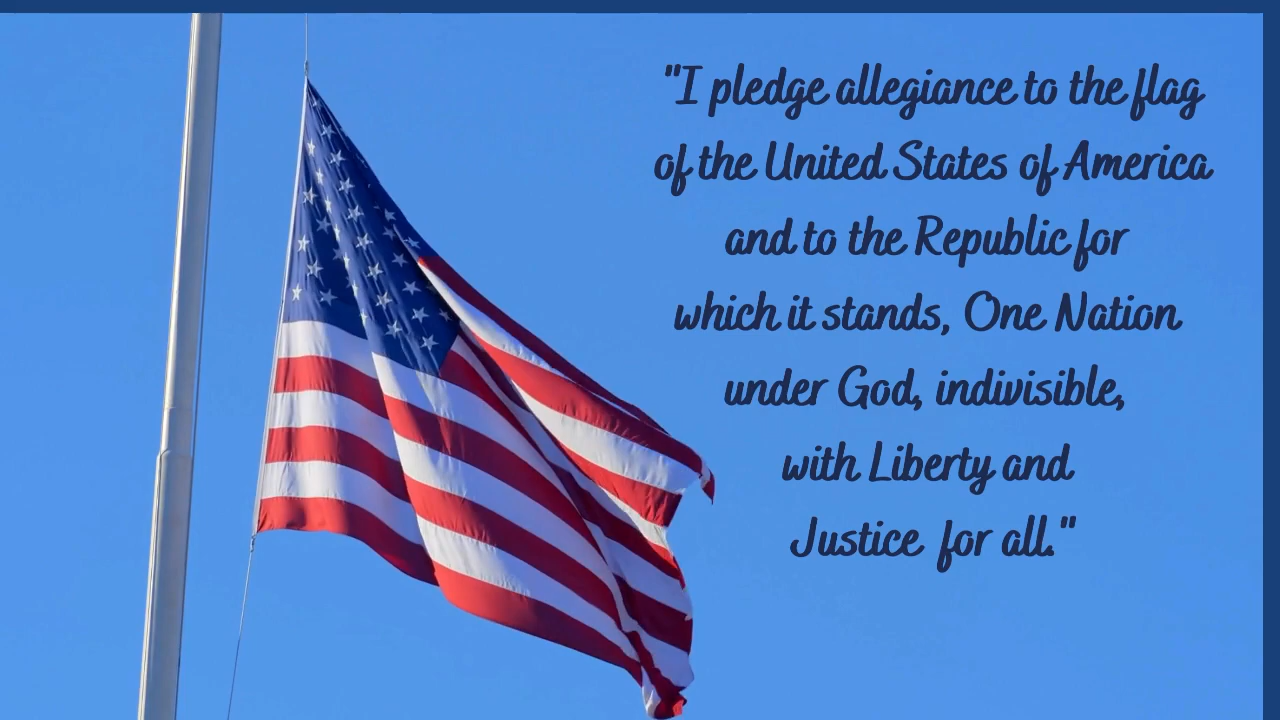 "I pledge allegiance to the flag
of the United States of America
and to the Republic for
which it stands, One Nation
under God, indivisible,
with Liberty and
Justice for all."